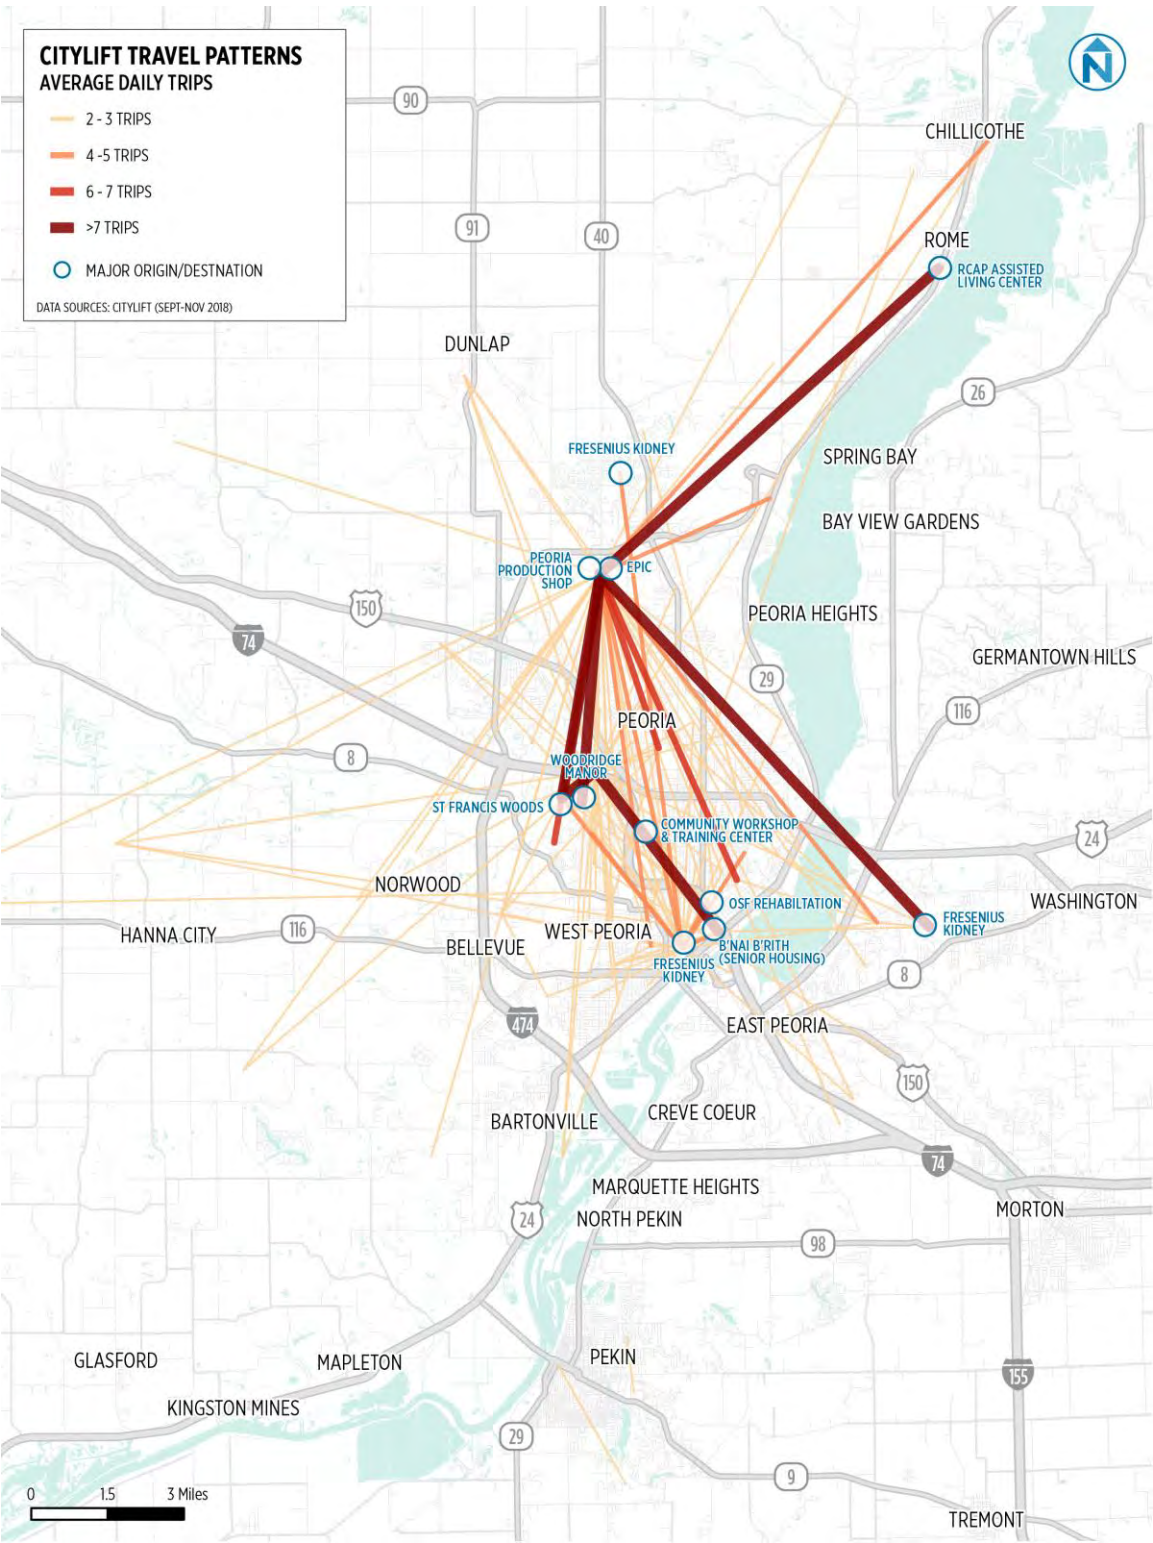 CITYLIFT TRAVEL PATTERNS
AVERAGE DAILY TRIPS
2 - 3 TRIPS
4 -5 TRIPS
6 - 7 TRIPS
>7 TRIPS
MAJOR ORIGIN/DESTNATION
DATA SOURCES: CITYLIFT (SEPT-NOV 2018)
N
90
CHILLICOTHE
91
40
ROME
RCAP ASSISTED
LIVING CENTER
DUNLAP
26
FRESENIUS KIDNEY
SPRING BAY
BAY VIEW GARDENS
PEORIA
PRODUCTION
SHOP
EPIC
150
PEORIA HEIGHTS
74
GERMANTOWN HILLS
29
116
PEORIA
8
WOODRIDGE
MANOR
ST FRANCIS WOODS
COMMUNITY WORKSHOP
& TRAINING CENTER
24
NORWOOD
OSF REHABILTATION
WASHINGTON
FRESENIUS
KIDNEY
HANNA CITY
116
WEST PEORIA
BELLEVUE
B'NAI B'RITH
(SENIOR HOUSING)
FRESENIUS
KIDNEY
8
474
EAST PEORIA
150
BARTONVILLE
CREVE COEUR
74
MARQUETTE HEIGHTS
MORTON
24
NORTH PEKIN
98
GLASFORD
MAPLETON
PEKIN
155
KINGSTON MINES
29
9
0 1.5 3 Miles
TREMONT